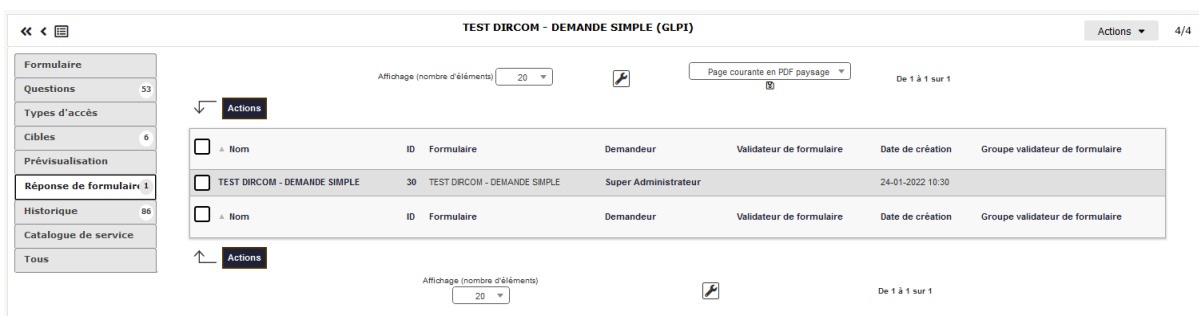 TEST DIRCOM - DEMANDE SIMPLE (GLPI)
Actions
4/4
Formulaire
Questions 53
Types d'accès
Cibles 6
Prévisualisation
Réponse de formulaire 1
Historique 86
Catalogue de service
Tous
Affichage (nombre d'éléments) 20
Page courante en PDF paysage
De 1 à 1 sur 1
Actions
Nom ID Formulaire Demandeur Validateur de formulaire Date de création Groupe validateur de formulaire
TEST DIRCOM - DEMANDE SIMPLE 30 TEST DIRCOM - DEMANDE SIMPLE Super Administrateur 24-01-2022 10:30
Nom ID Formulaire Demandeur Validateur de formulaire Date de création Groupe validateur de formulaire
Actions
Affichage (nombre d'éléments)
20
De 1 à 1 sur 1